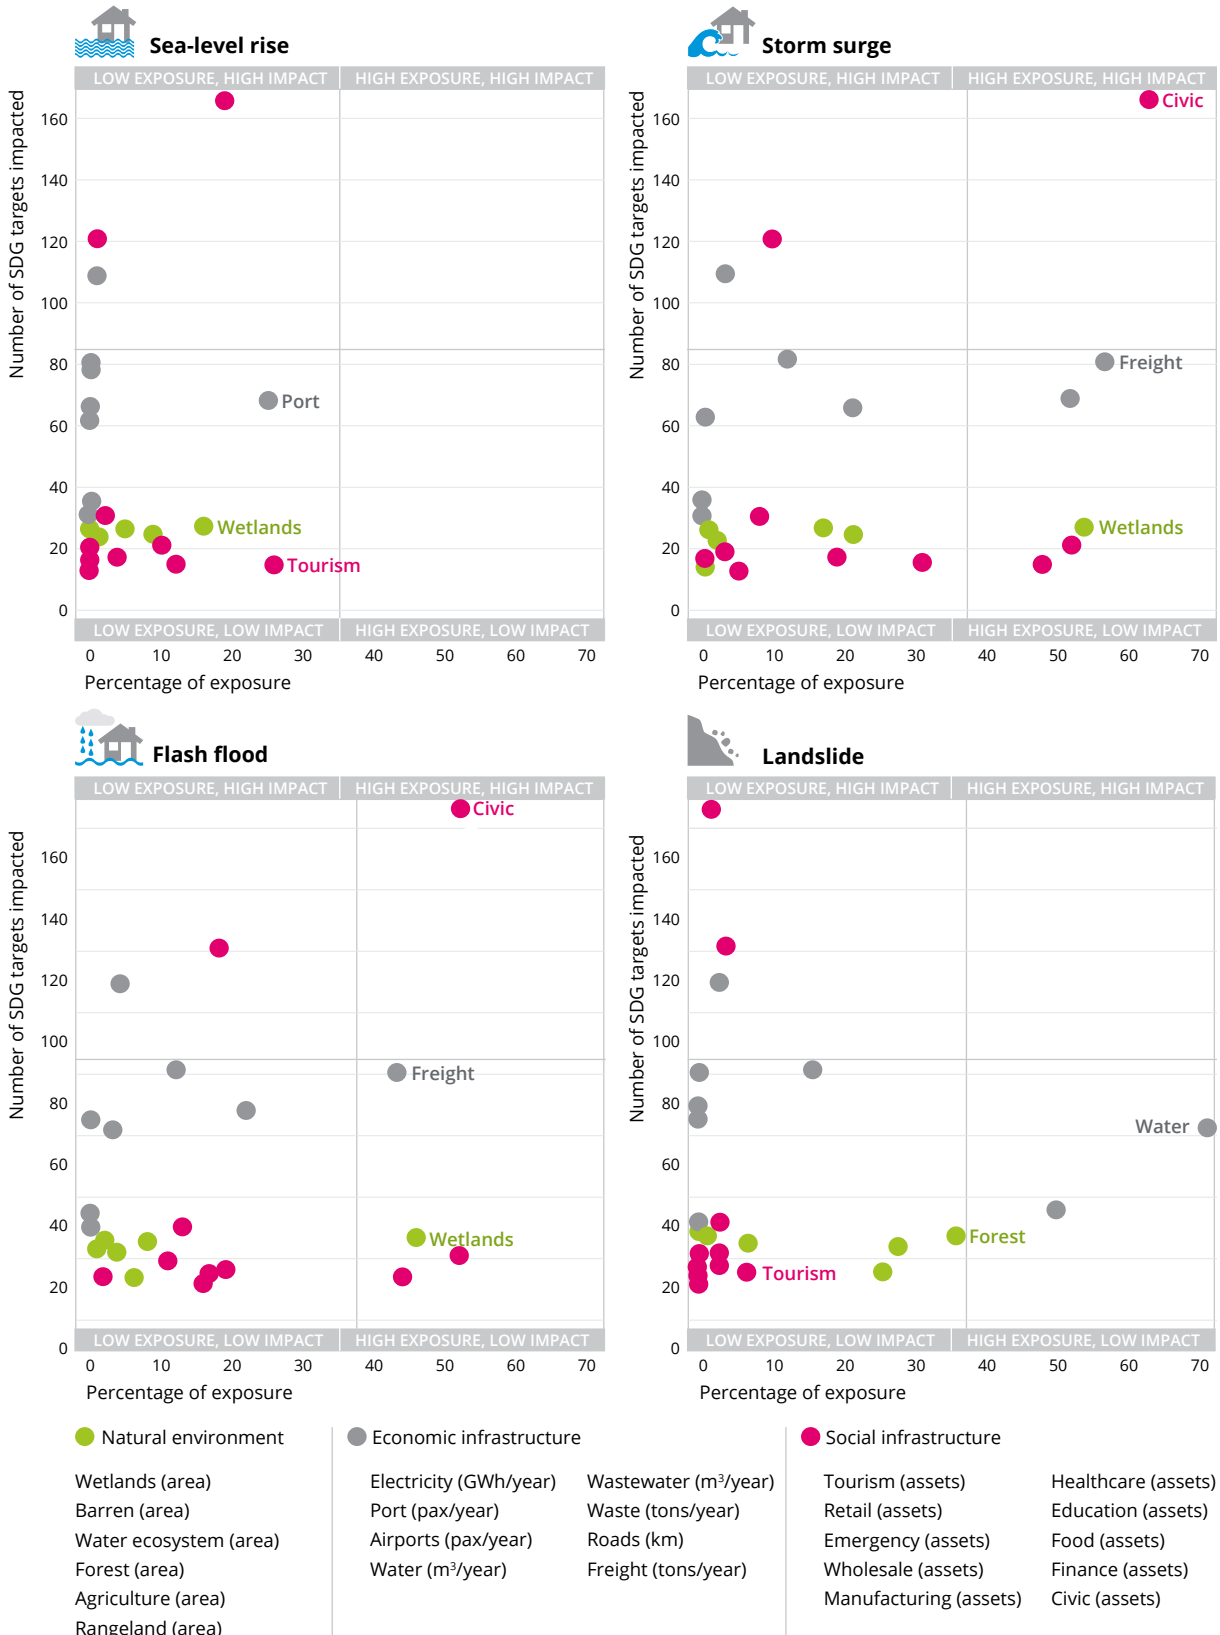 Sea-level rise
LOW EXPOSURE, HIGH IMPACT
HIGH EXPOSURE, HIGH IMPACT
Number of SDG targets impacted
160
140
120
100
80
60
40
20
0
Port
Wetlands
Tourism
LOW EXPOSURE, LOW IMPACT
HIGH EXPOSURE, LOW IMPACT
0 10 20 30 40 50 60 70
Percentage of exposure
Storm surge
LOW EXPOSURE, HIGH IMPACT
HIGH EXPOSURE, HIGH IMPACT
Number of SDG targets impacted
160
140
120
100
80
60
40
20
0
Civic
Freight
Wetlands
LOW EXPOSURE, LOW IMPACT
HIGH EXPOSURE, LOW IMPACT
0 10 20 30 40 50 60 70
Percentage of exposure
Flash flood
LOW EXPOSURE, HIGH IMPACT
HIGH EXPOSURE, HIGH IMPACT
Number of SDG targets impacted
160
140
120
100
80
60
40
20
0
Civic
Freight
Wetlands
LOW EXPOSURE, LOW IMPACT
HIGH EXPOSURE, LOW IMPACT
0 10 20 30 40 50 60 70
Percentage of exposure
Landslide
LOW EXPOSURE, HIGH IMPACT
HIGH EXPOSURE, HIGH IMPACT
Number of SDG targets impacted
160
140
120
100
80
60
40
20
0
Water
Forest
Tourism
LOW EXPOSURE, LOW IMPACT
HIGH EXPOSURE, LOW IMPACT
0 10 20 30 40 50 60 70
Percentage of exposure
Natural environment
Wetlands (area)
Barren (area)
Water ecosystem (area)
Forest (area)
Agriculture (area)
Rangeland (area)
Economic infrastructure
Electricity (GWh/year)
Port (pax/year)
Airports (pax/year)
Water (m³/year)
Wastewater (m³/year)
Waste (tons/year)
Roads (km)
Freight (tons/year)
Social infrastructure
Tourism (assets)
Retail (assets)
Emergency (assets)
Wholesale (assets)
Manufacturing (assets)
Healthcare (assets)
Education (assets)
Food (assets)
Finance (assets)
Civic (assets)